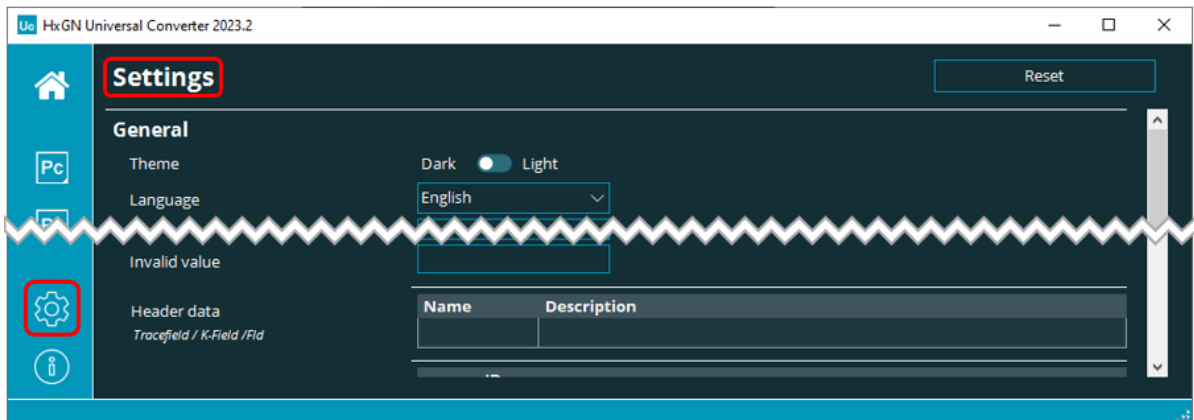 Uc HxGN Universal Converter 2023.2
Settings
Reset
General
Theme
Dark Light
Language
English
Pc
Invalid value
Header data
Name Description
Tracefield / K-Field /Fld